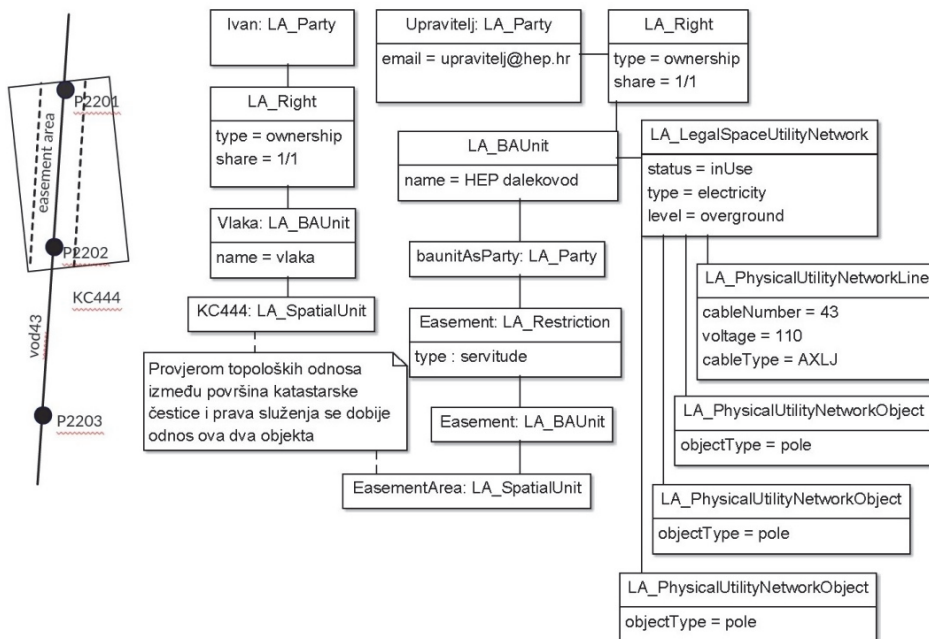 P2201
easement area
P2202
KC444
vod43
P2203
Ivan: LA_Party
LA_Right
type = ownership
share = 1/1
Vlaka: LA_BAUnit
name = vlaka
KC444: LA_SpatialUnit
Provjerom topoloških odnosa
između površina katastarske
čestice i prava služenja se dobije
odnos ova dva objekta
Upravitelj: LA_Party
email = upravitelj@hep.hr
LA_Right
type = ownership
share = 1/1
LA_BAUnit
name = HEP dalekovod
baunitAsParty: LA_Party
Easement: LA_Restriction
type : servitude
Easement: LA_BAUnit
EasementArea: LA_SpatialUnit
LA_LegalSpaceUtilityNetwork
status = inUse
type = electricity
level = overground
LA_PhysicalUtilityNetworkLine
cableNumber = 43
voltage = 110
cableType = AXLJ
LA_PhysicalUtilityNetworkObject
objectType = pole
LA_PhysicalUtilityNetworkObject
objectType = pole
LA_PhysicalUtilityNetworkObject
objectType = pole